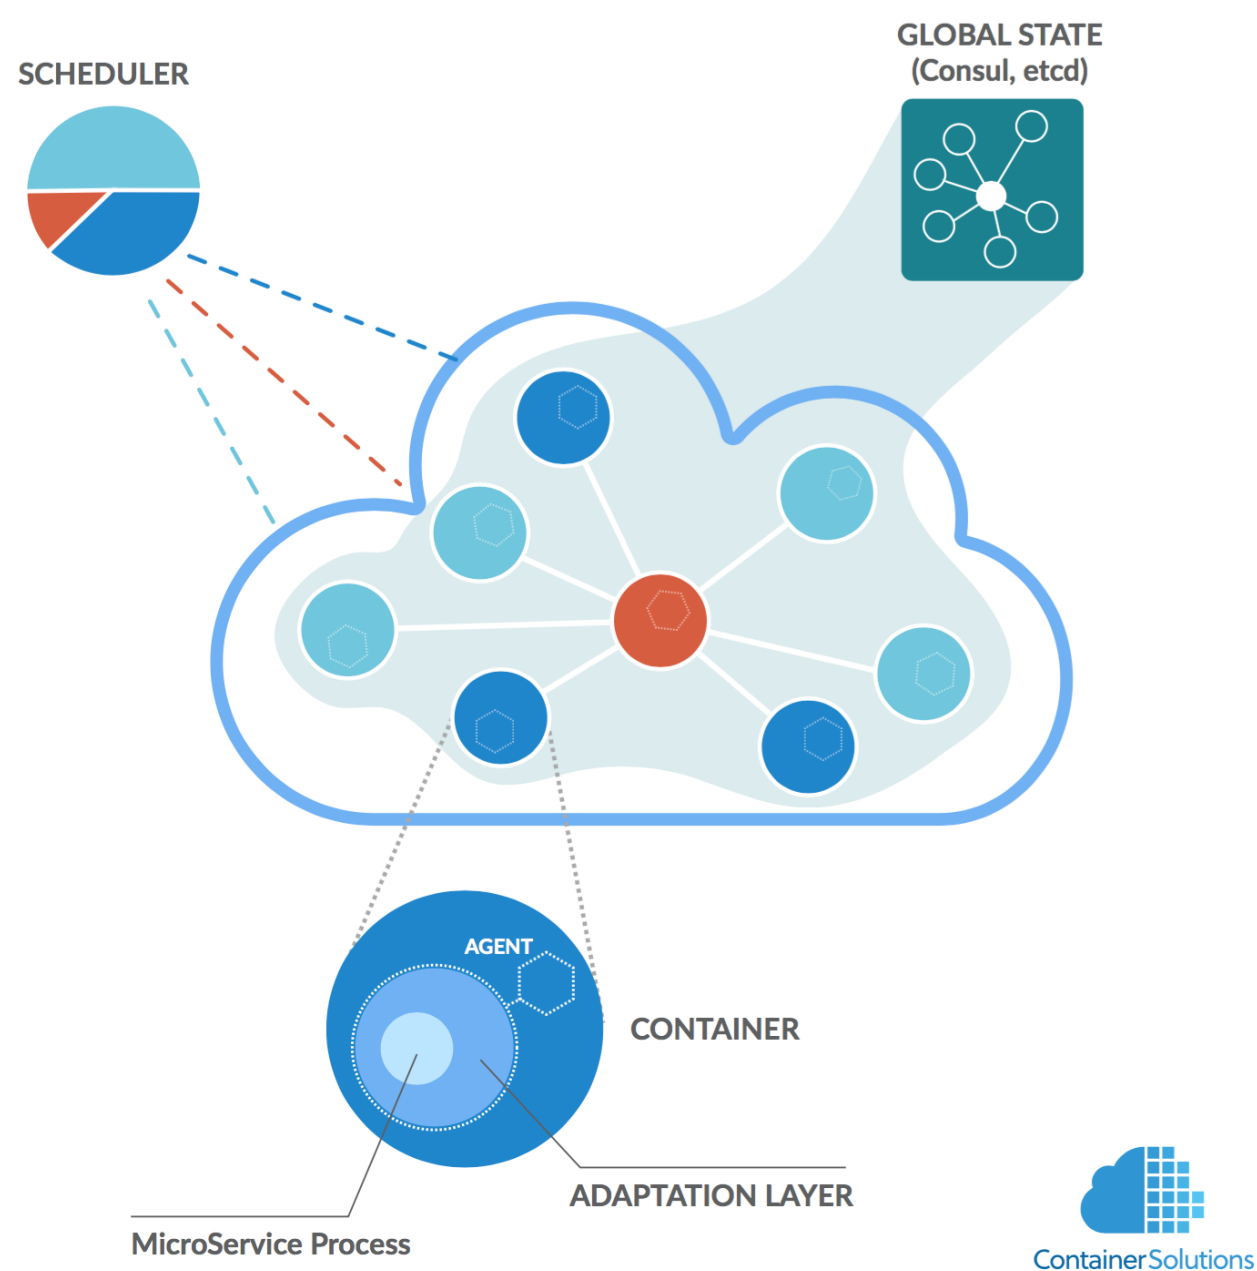 GLOBAL STATE
(Consul, etcd)
SCHEDULER
AGENT
CONTAINER
ADAPTATION LAYER
MicroService Process
ContainerSolutions